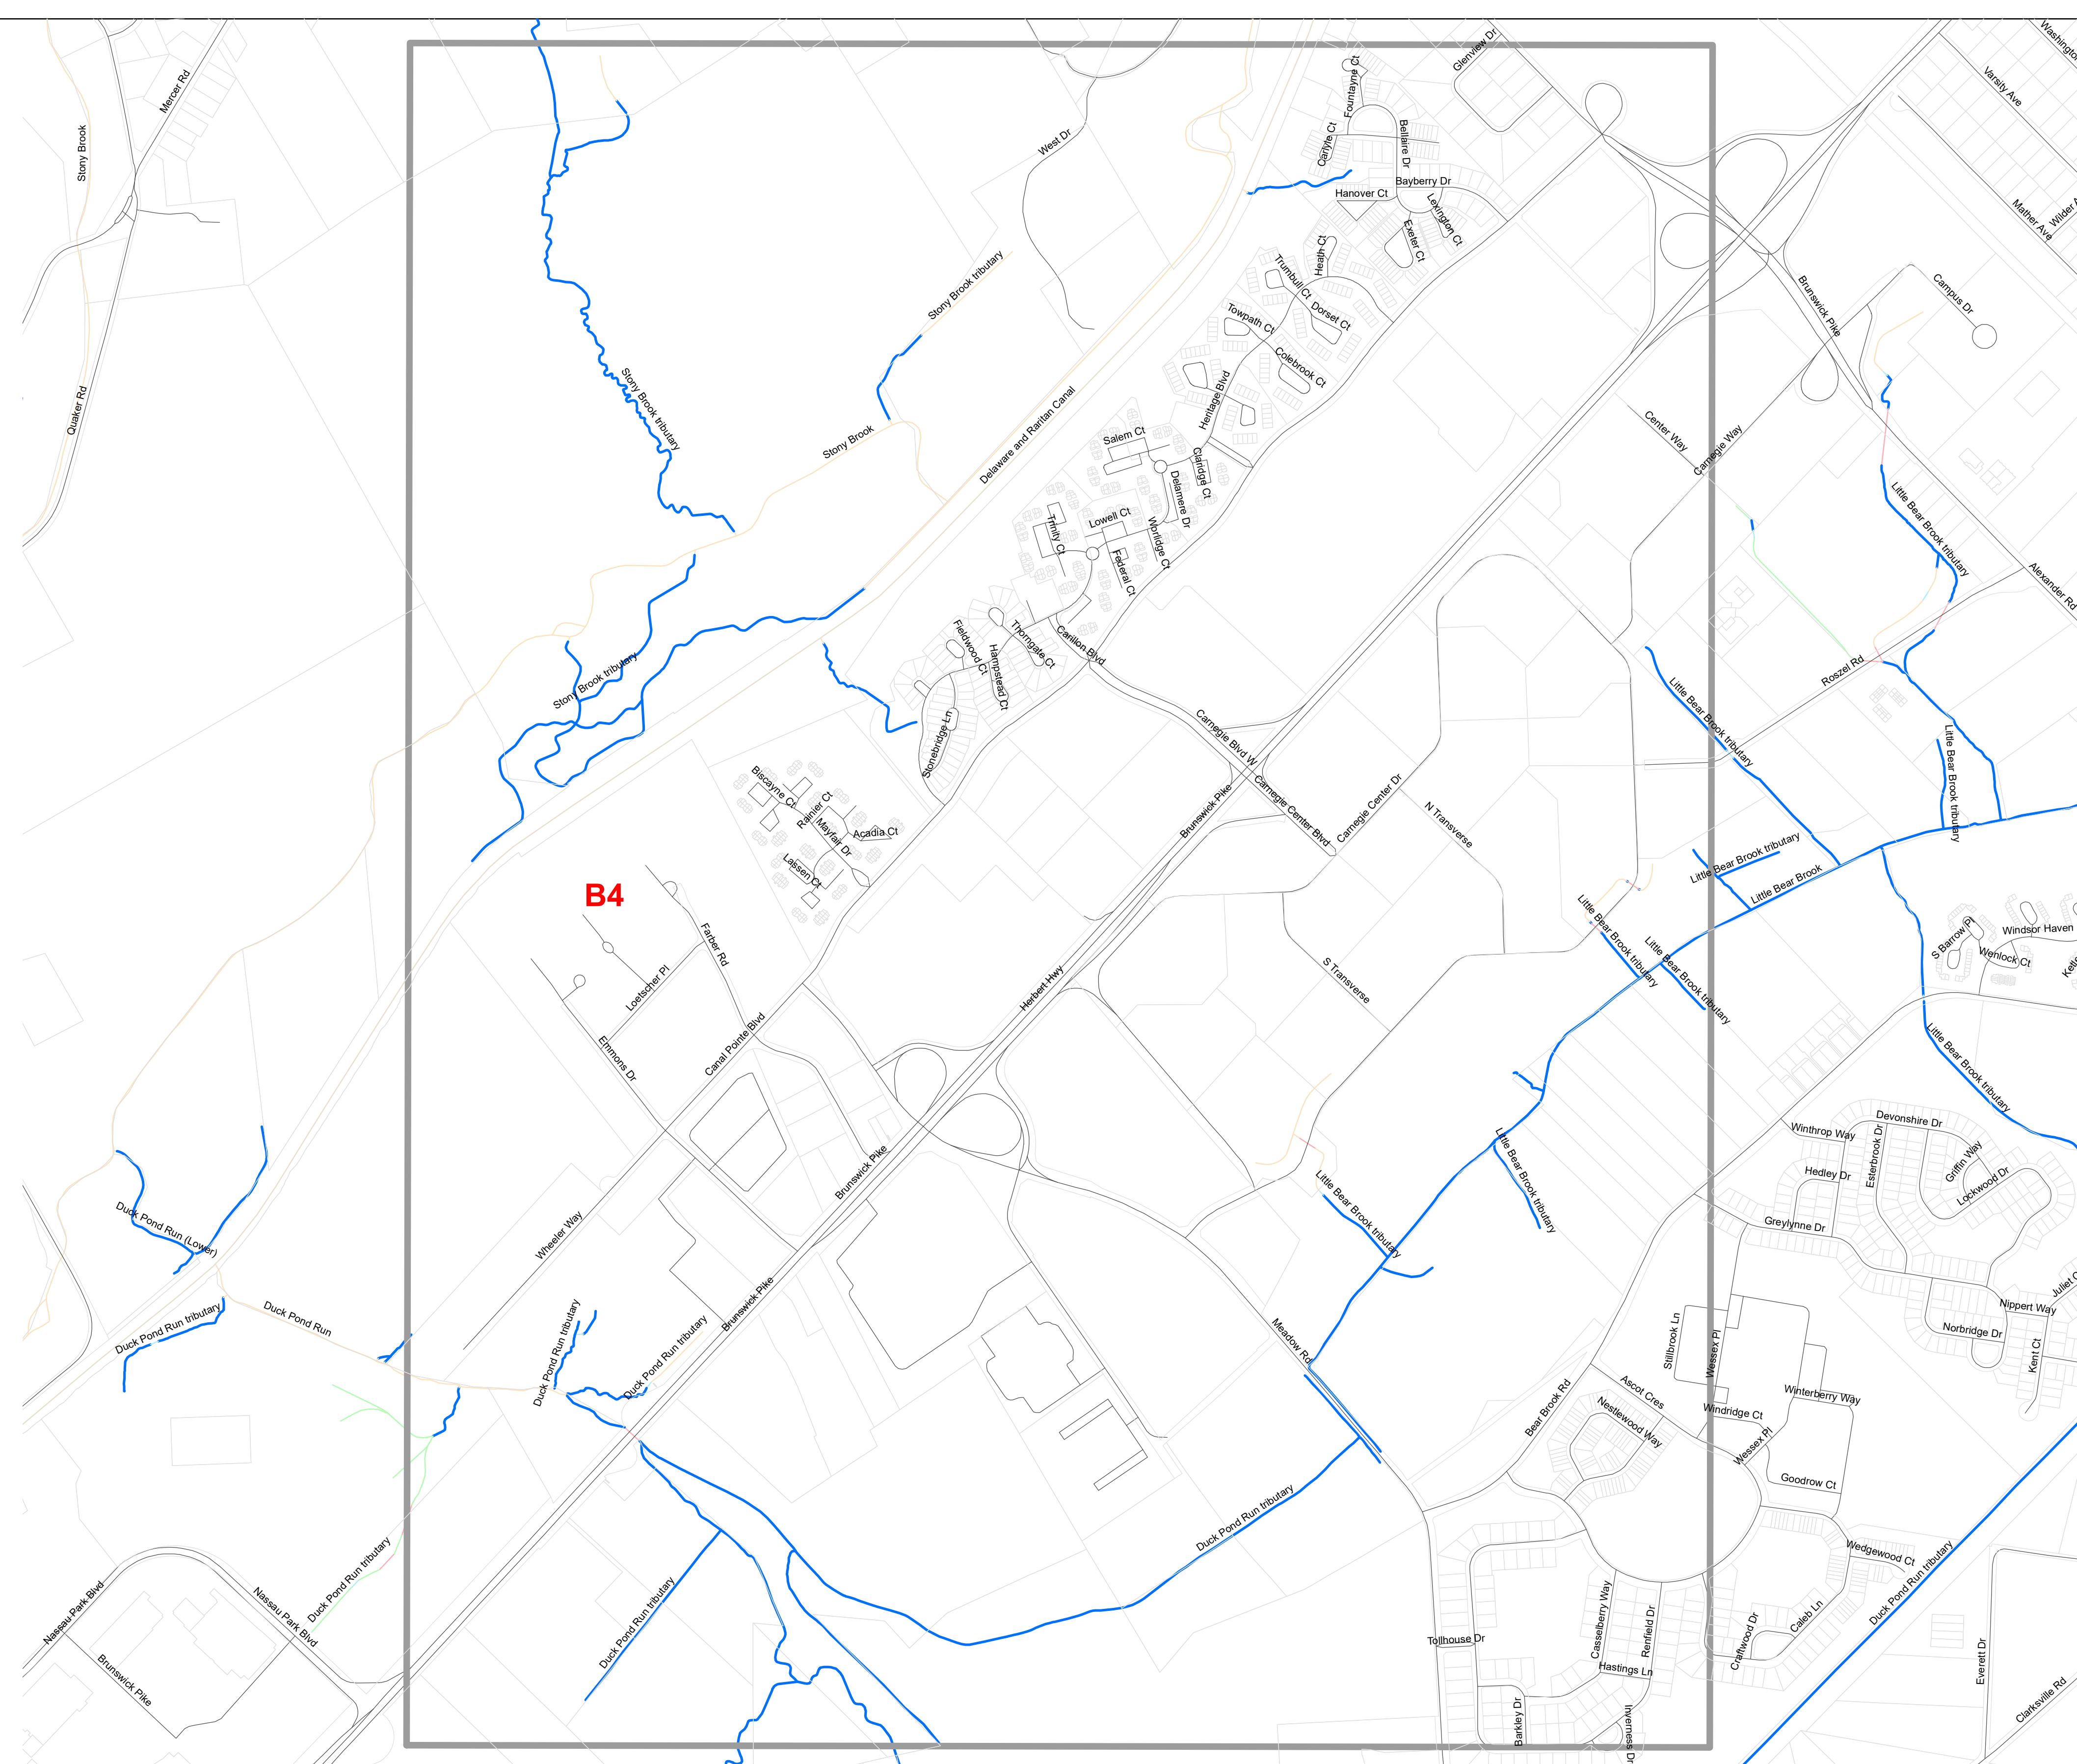 Washingto
Glenview Dr
Varsity Ave
Mercer Rd
Fountayne Ct
Stony Brook
West Dr
Carlyle Ct
Bellaire Dr
Bayberry Dr
Hanover Ct
Lexington Ct
Mather Ave
Wilder A
Exeter Ct
Heath Ct
Trumbull Ct
Stony Brook tributary
Campus Dr
Brunswick Pike
Towpath Ct
Dorset Ct
Colebrook Ct
Stony Brook tributary
Quaker Rd
Heritage Blvd
Delaware and Raritan Canal
Stony Brook
Salem Ct
Center Way
Carnegie Way
Claridge Ct
Delamere Dr
Little Bear Brook tributary
Lowell Ct
Trinity Ct
Worlidge Ct
Federal Ct
Alexander Rd
Fieldwood Ct
Thorngate Ct
Carillon Blvd
Hampstead Ct
Stony Brook tributary
Roszel Rd
Little Bear Brook tributary
Stonebridge Ln
Carnegie Blvd W
Little Bear Brook tributary
Biscayne Ct
Rainier Ct
Mayfair Dr
Acadia Ct
Brunswick Pike
Carnegie Center Blvd
Carnegie Center Dr
N Transverse
Lassen Ct
Little Bear Brook tributary
Little Bear Brook
B4
Little Bear Brook tributary
Little Bear Brook tributary
Farber Rd
S Barrow Pl
Windsor Haven
Wenlock Ct
Loetscher Pl
Herbert Hwy
S Transverse
Emmons Dr
Canal Pointe Blvd
Little Bear Brook tributary
Devonshire Dr
Winthrop Way
Esterbrook Dr
Griffin Way
Hedley Dr
Lockwood Dr
Brunswick Pike
Little Bear Brook tributary
Little Bear Brook tributary
Duck Pond Run (Lower)
Wheeler Way
Greylynne Dr
Juliet C
Nippert Way
Norbridge Dr
Kent Ct
Duck Pond Run tributary
Duck Pond Run
Brunswick Pike
Duck Pond Run tributary
Duck Pond Run tributary
Meadow Rd
Stillbrook Ln
Wessex Pl
Ascot Cres
Winterberry Way
Windridge Ct
Bear Brook Rd
Nestlewood Way
Wessex Pl
Goodrow Ct
Duck Pond Run tributary
Duck Pond Run tributary
Wedgewood Ct
Duck Pond Run tributary
Nassau Park Blvd
Nassau Park Blvd
Duck Pond Run tributary
Casselberry Way
Renfield Dr
Craftwood Dr
Caleb Ln
Tollhouse Dr
Hastings Ln
Everett Dr
Brunswick Pike
Barkley Dr
Inverness Dr
Clarksville Rd